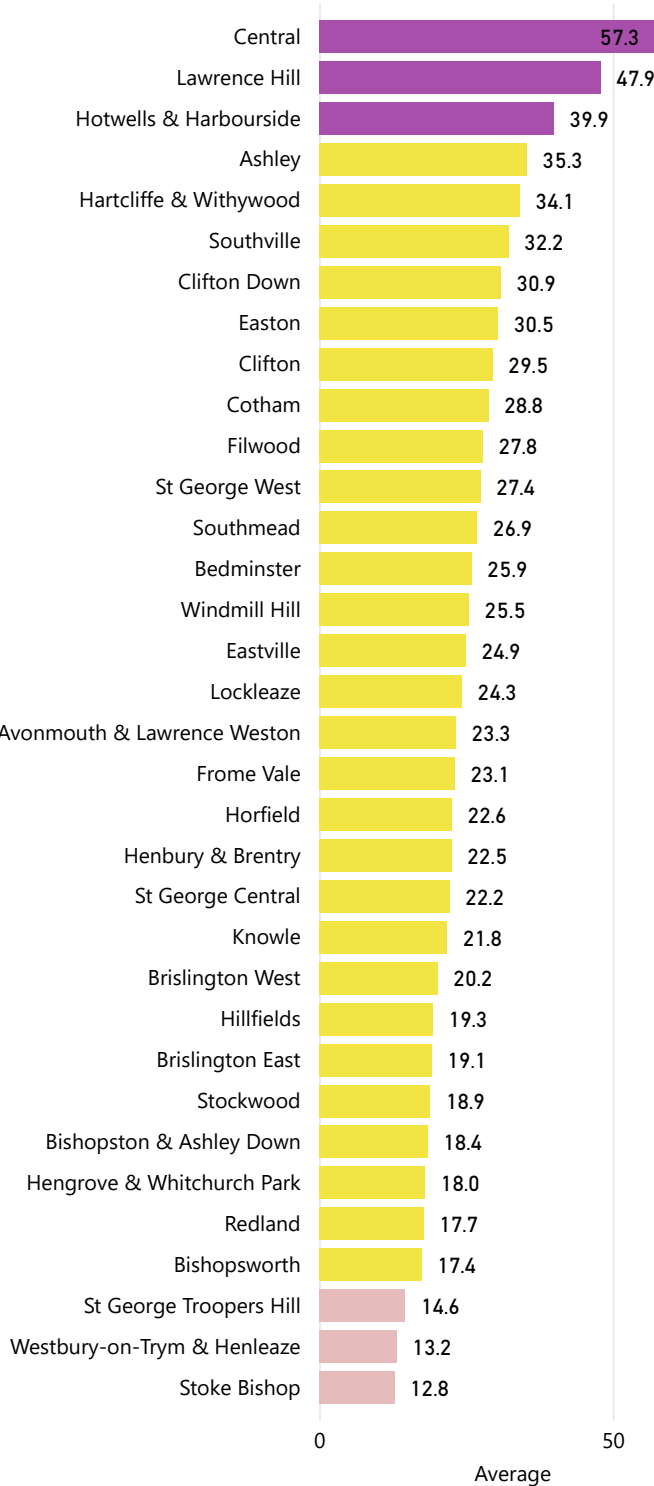 Central 57.3
Lawrence Hill 47.9
Hotwells & Harbourside 39.9
Ashley 35.3
Hartcliffe & Withywood 34.1
Southville 32.2
Clifton Down 30.9
Easton 30.5
Clifton 29.5
Cotham 28.8
Filwood 27.8
St George West 27.4
Southmead 26.9
Bedminster 25.9
Windmill Hill 25.5
Eastville 24.9
Lockleaze 24.3
Avonmouth & Lawrence Weston 23.3
Frome Vale 23.1
Horfield 22.6
Henbury & Brentry 22.5
St George Central 22.2
Knowle 21.8
Brislington West 20.2
Hillfields 19.3
Brislington East 19.1
Stockwood 18.9
Bishopston & Ashley Down 18.4
Hengrove & Whitchurch Park 18.0
Redland 17.7
Bishopsworth 17.4
St George Troopers Hill 14.6
Westbury-on-Trym & Henleaze 13.2
Stoke Bishop 12.8
0 50
Average